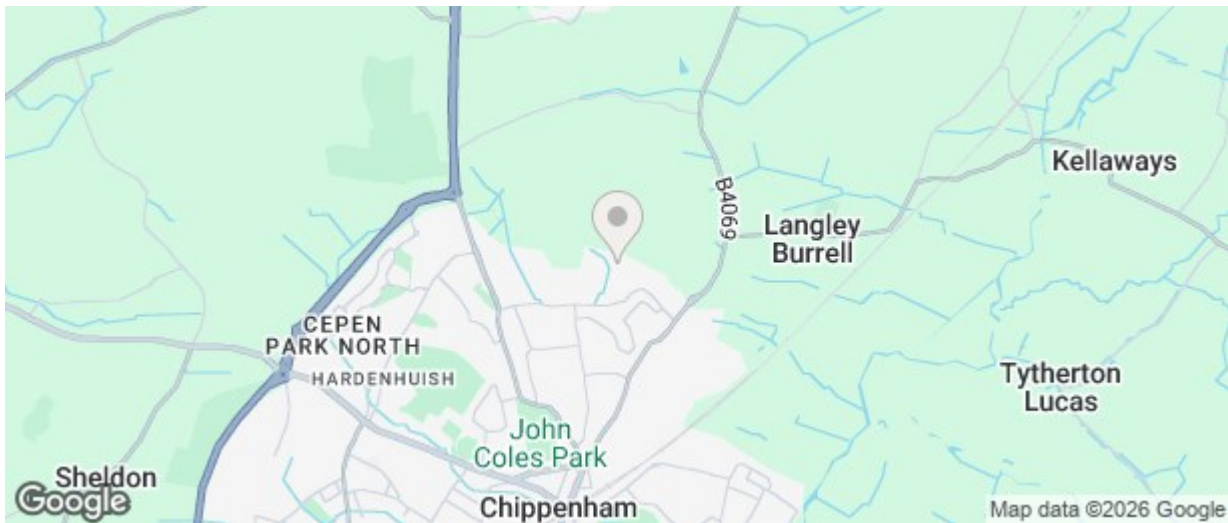 Kellaways
B4069
Langley
Burrell
CEPEN
PARK NORTH
HARDENHUISH
Tytherton
Lucas
John
Coles Park
Sheldon
Chippenham
Google
Map data ©2026 Google